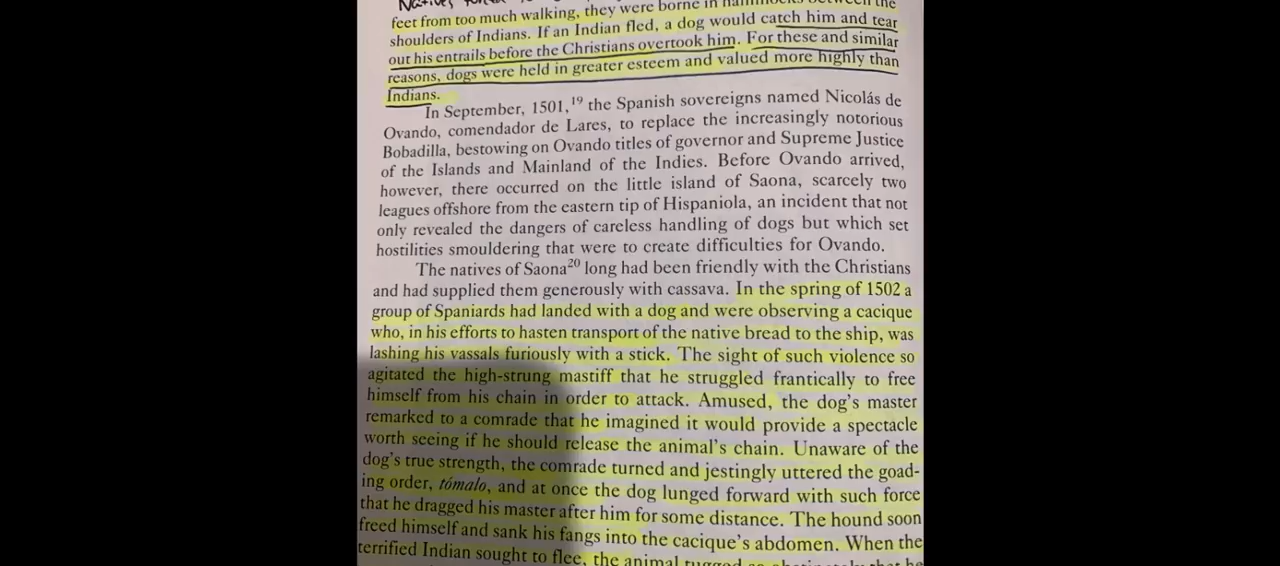 Natives
feet from too much walking, they were borne in hammocks between the
shoulders of Indians. If an Indian fled, a dog would catch him and tear
out his entrails before the Christians overtook him. For these and similar
reasons, dogs were held in greater esteem and valued more highly than
Indians.
In September, 1501,¹⁹ the Spanish sovereigns named Nicolás de
Ovando, comendador de Lares, to replace the increasingly notorious
Bobadilla, bestowing on Ovando titles of governor and Supreme Justice
of the Islands and Mainland of the Indies. Before Ovando arrived,
however, there occurred on the little island of Saona, scarcely two
leagues offshore from the eastern tip of Hispaniola, an incident that not
only revealed the dangers of careless handling of dogs but which set
hostilities smouldering that were to create difficulties for Ovando.
The natives of Saona²⁰ long had been friendly with the Christians
and had supplied them generously with cassava. In the spring of 1502 a
group of Spaniards had landed with a dog and were observing a cacique
who, in his efforts to hasten transport of the native bread to the ship, was
lashing his vassals furiously with a stick. The sight of such violence so
agitated the high-strung mastiff that he struggled frantically to free
himself from his chain in order to attack. Amused, the dog's master
remarked to a comrade that he imagined it would provide a spectacle
worth seeing if he should release the animal's chain. Unaware of the
dog's true strength, the comrade turned and jestingly uttered the goad-
ing order, tómalo, and at once the dog lunged forward with such force
that he dragged his master after him for some distance. The hound soon
freed himself and sank his fangs into the cacique's abdomen. When the
terrified Indian sought to flee, the animal